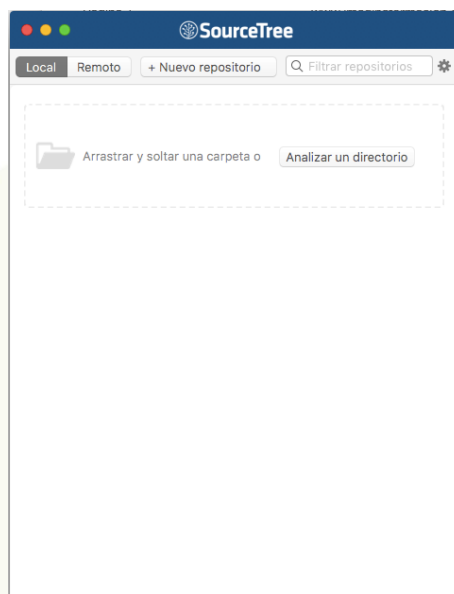 SourceTree
Local Remoto + Nuevo repositorio Filtrar repositorios
Arrastrar y soltar una carpeta o Analizar un directorio